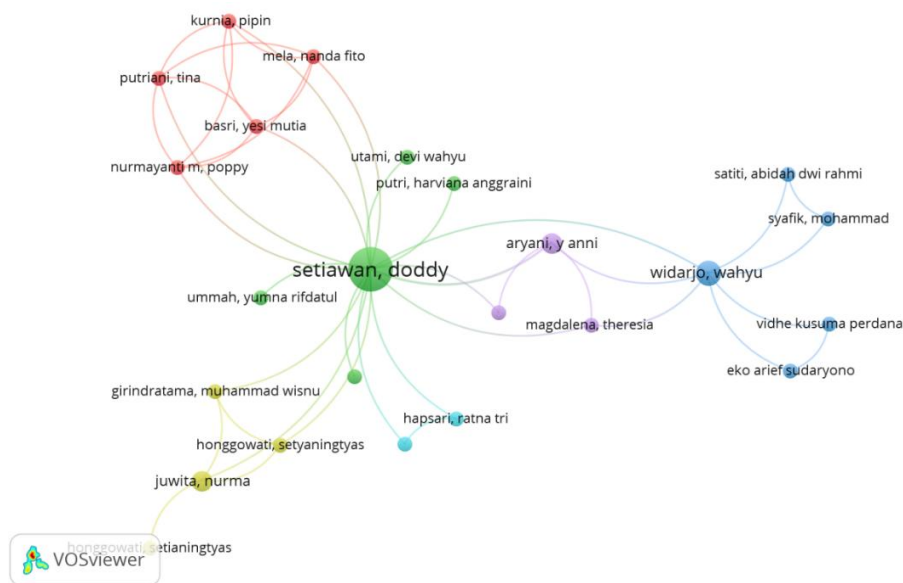 kurnia, pipin
mela, nanda fito
putriani, tina
basri, yesi mutia
nurmayanti m, poppy
utami, devi wahyu
putri, harviana anggraini
satiti, abidah dwi rahmi
syafik, mohammad
aryani, y anni
setiawan, doddy
widarjo, wahyu
ummah, yumna rifdatul
magdalena, theresia
vidhe kusuma perdana
eko arief sudaryono
girindratama, muhammad wisnu
hapsari, ratna tri
honggowati, setyaningtyas
juwita, nurma
honggowati, setianingtyas
VOSviewer